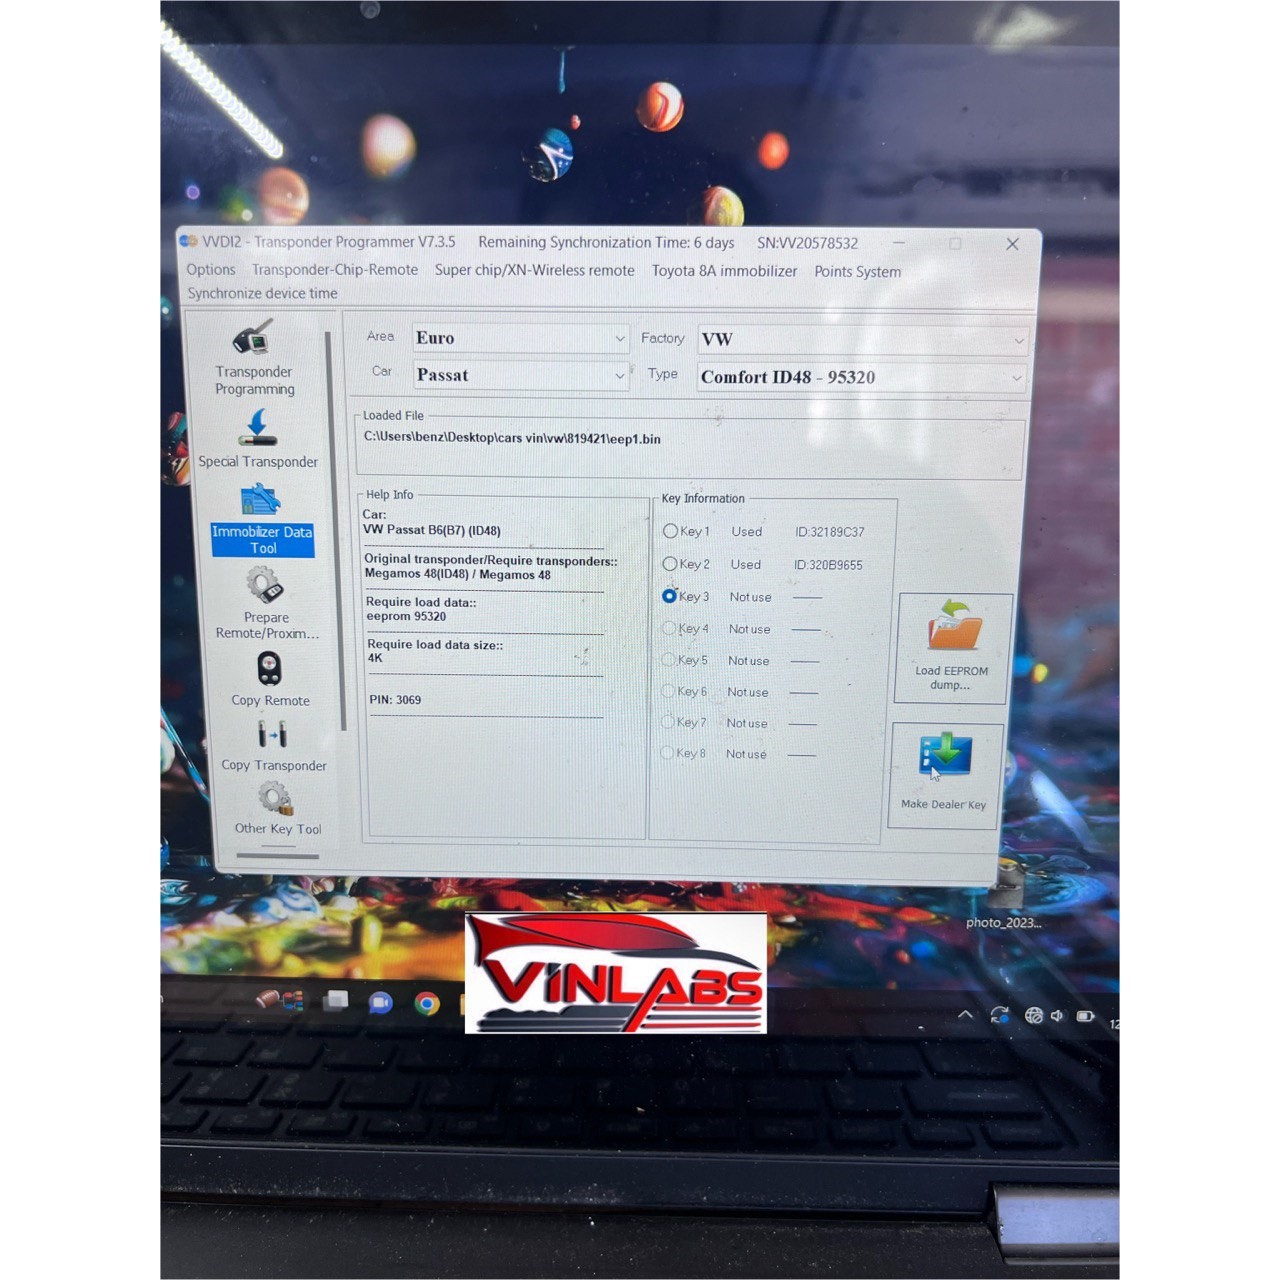 VVDI2 - Transponder Programmer V7.3.5 Remaining Synchronization Time: 6 days SN:VV20578532
Options Transponder-Chip-Remote Super chip/XN-Wireless remote Toyota 8A immobilizer Points System
Synchronize device time
Transponder
Programming
Special Transponder
Immobilizer Data
Tool
Prepare
Remote/Proxim...
Copy Remote
Copy Transponder
Other Key Tool
Area Euro Factory VW
Car Passat Type Comfort ID48 - 95320
Loaded File
C:\Users\benz\Desktop\cars vin\vw\819421\eep1.bin
Help Info
Car:
VW Passat B6(B7) (ID48)
Original transponder/Require transponders::
Megamos 48(ID48) / Megamos 48
Require load data::
eeprom 95320
Require load data size::
4K
PIN: 3069
Key Information
Key 1 Used ID:32189C37
Key 2 Used ID:320B9655
Key 3 Not use
Key 4 Not use
Key 5 Not use
Key 6 Not use
Key 7 Not use
Key 8 Not use
Load EEPROM
dump...
Make Dealer Key
photo_2023...
VINLABS
12